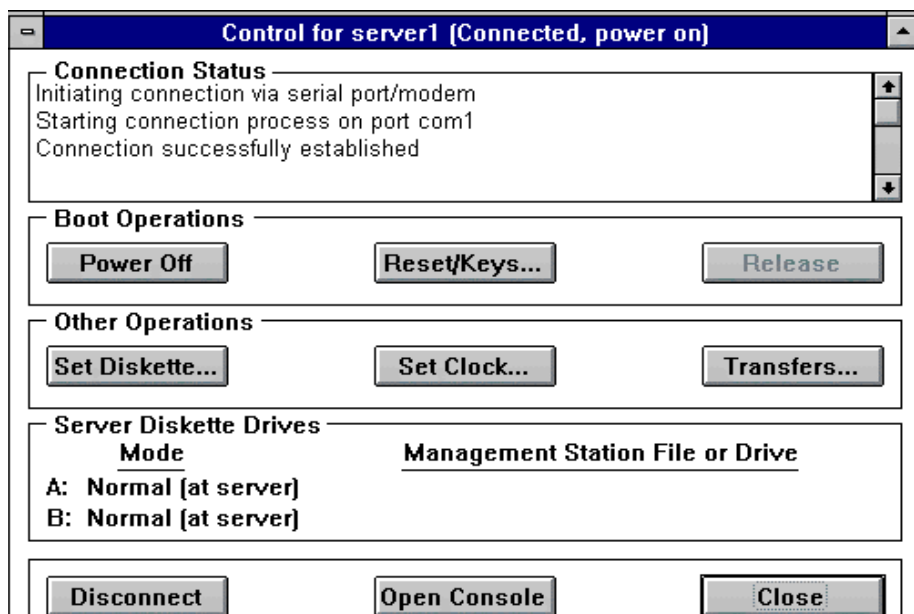 Control for server1 (Connected, power on)
Connection Status
Initiating connection via serial port/modem
Starting connection process on port com1
Connection successfully established
Boot Operations
Power Off Reset/Keys... Release
Other Operations
Set Diskette... Set Clock... Transfers...
Server Diskette Drives
Mode Management Station File or Drive
A: Normal (at server)
B: Normal (at server)
Disconnect Open Console Close